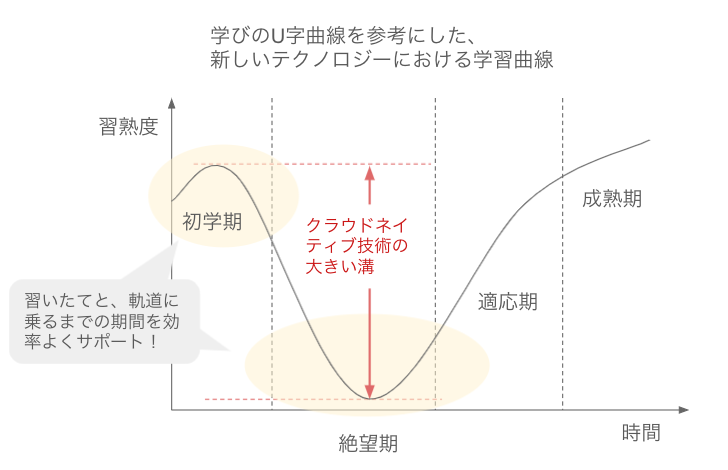 学びのU字曲線を参考にした、
新しいテクノロジーにおける学習曲線
習熟度
初学期
クラウドネイ
ティブ技術の
大きい溝
成熟期
習いたてと、軌道に
乗るまでの期間を効
率よくサポート！
適応期
絶望期
時間